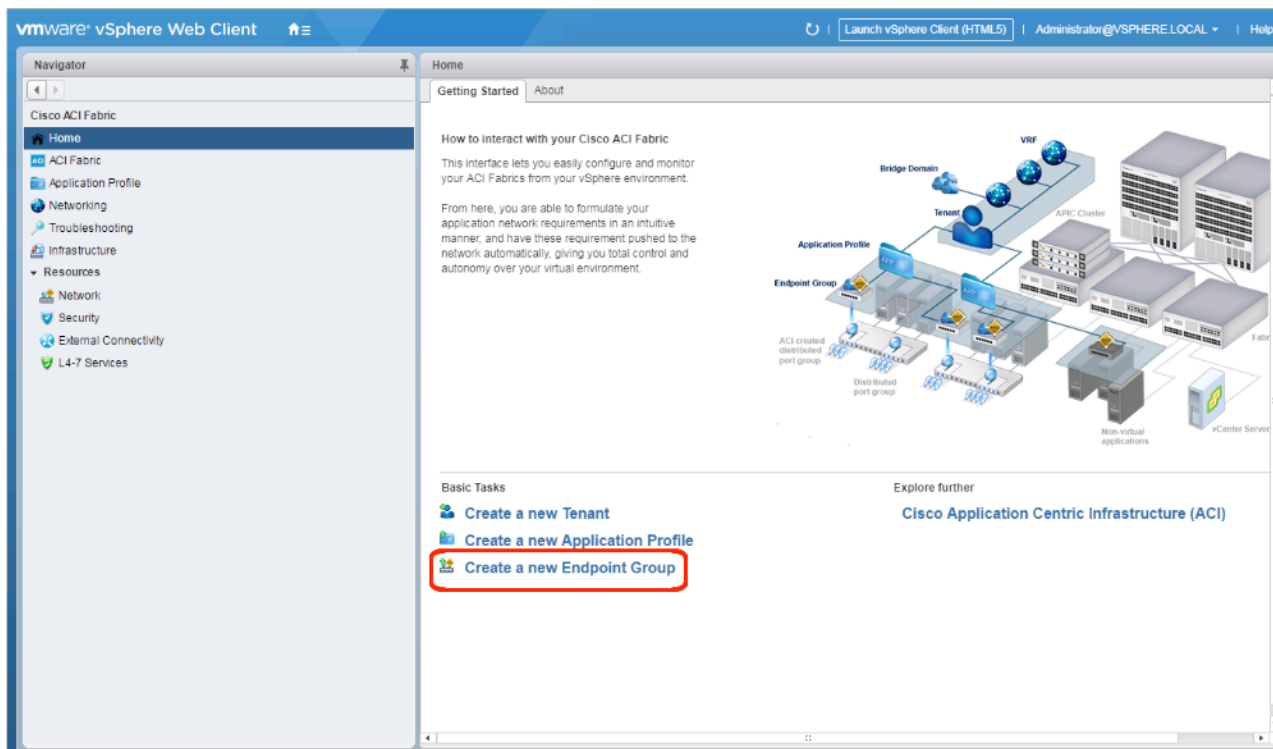 vmware vSphere Web Client
Launch vSphere Client (HTML5)
Administrator@VSPHERE.LOCAL
Help
Navigator
Cisco ACI Fabric
Home
ACI ACI Fabric
Application Profile
Networking
Troubleshooting
Infrastructure
Resources
Network
Security
External Connectivity
L4-7 Services
Home
Getting Started
About
How to interact with your Cisco ACI Fabric
This interface lets you easily configure and monitor
your ACI Fabrics from your vSphere environment.
From here, you are able to formulate your
application network requirements in an intuitive
manner, and have these requirement pushed to the
network automatically, giving you total control and
autonomy over your virtual environment.
VRF
Bridge Domain
Tenant
APIC Cluster
Application Profile
APP
APP
Endpoint Group
Fabr
ACI created
distributed
port group
Distributed
port group
Non-virtual
applications
vCenter Server
Basic Tasks
Create a new Tenant
Create a new Application Profile
Create a new Endpoint Group
Explore further
Cisco Application Centric Infrastructure (ACI)